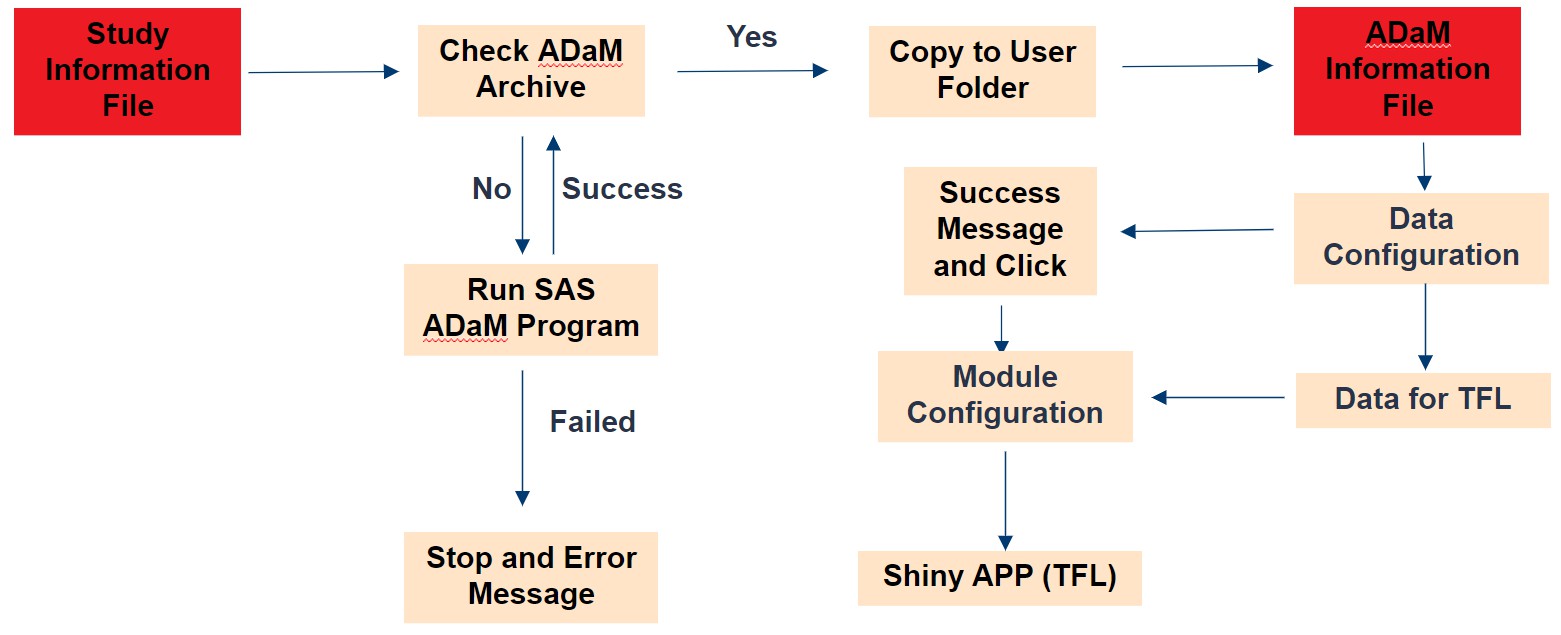 Study
Information
File
Check ADaM
Archive
Yes
Copy to User
Folder
ADaM
Information
File
No
Success
Success
Message
and Click
Data
Configuration
Run SAS
ADaM Program
Module
Configuration
Data for TFL
Failed
Stop and Error
Message
Shiny APP (TFL)